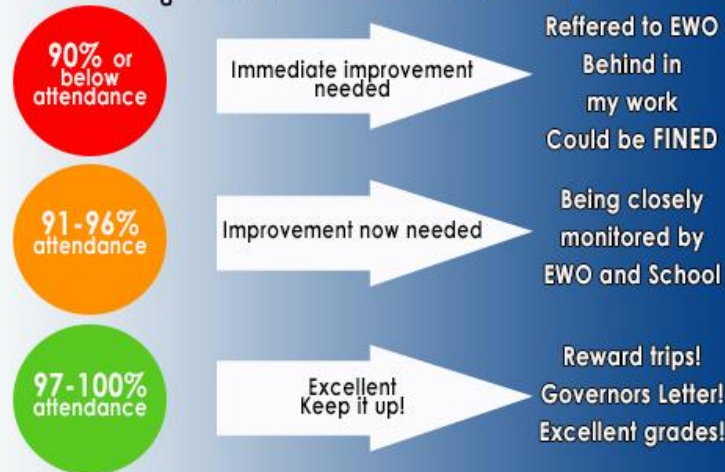 90% or
below
attendance
Immediate improvement
needed
Reffered to EWO
Behind in
my work
Could be FINED
91-96%
attendance
Improvement now needed
Being closely
monitored by
EWO and School
97-100%
attendance
Excellent
Keep it up!
Reward trips!
Governors Letter!
Excellent grades!